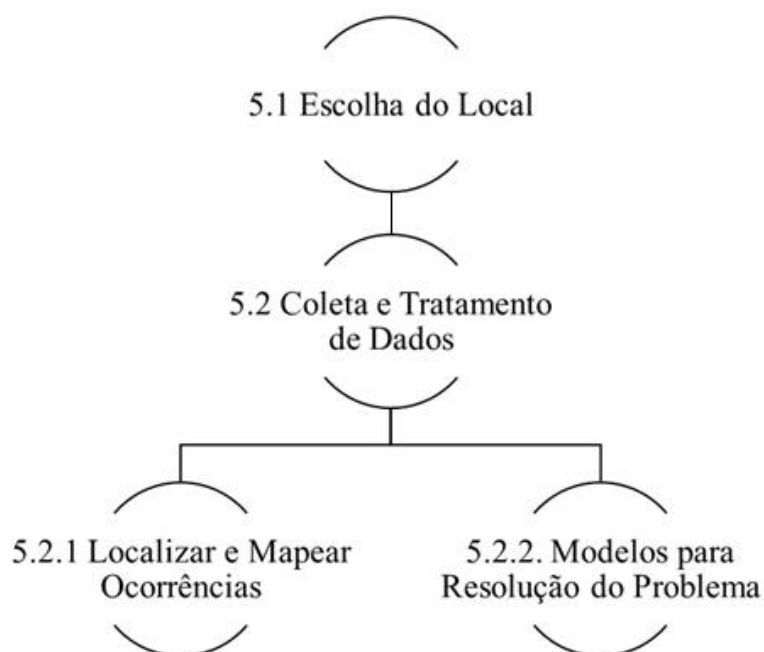 5.1 Escolha do Local
5.2 Coleta e Tratamento
de Dados
5.2.1 Localizar e Mapear
Ocorrências
5.2.2. Modelos para
Resolução do Problema